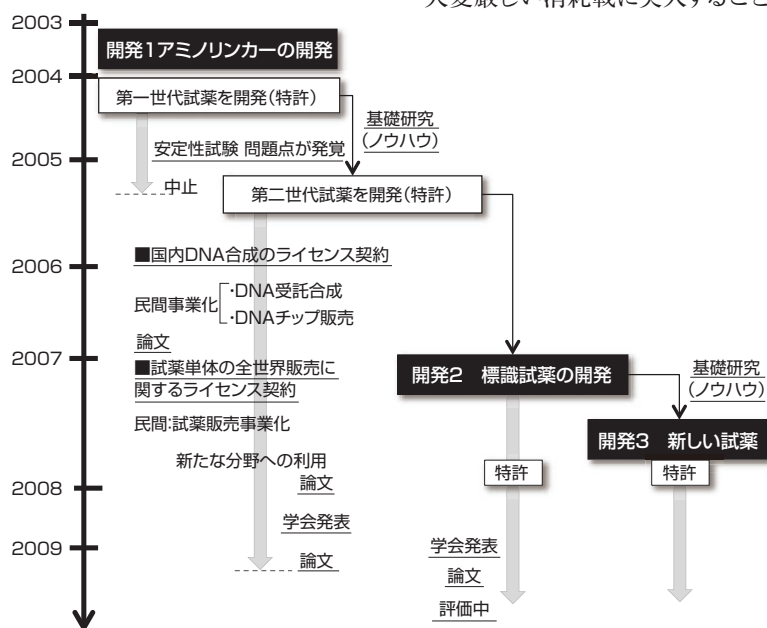 大変厳しい消耗戦に突入すること
2003
開発1アミノリンカーの開発
2004
第一世代試薬を開発(特許)
基礎研究
(ノウハウ)
2005
安定性試験 問題点が発覚
中止
第二世代試薬を開発(特許)
2006
■国内DNA合成のライセンス契約
民間事業化
・DNA受託合成
・DNAチップ販売
論文
2007
■試薬単体の全世界販売に
関するライセンス契約
開発2 標識試薬の開発
基礎研究
(ノウハウ)
民間:試薬販売事業化
開発3 新しい試薬
新たな分野への利用
特許
特許
2008
論文
学会発表
2009
論文
学会発表
論文
評価中